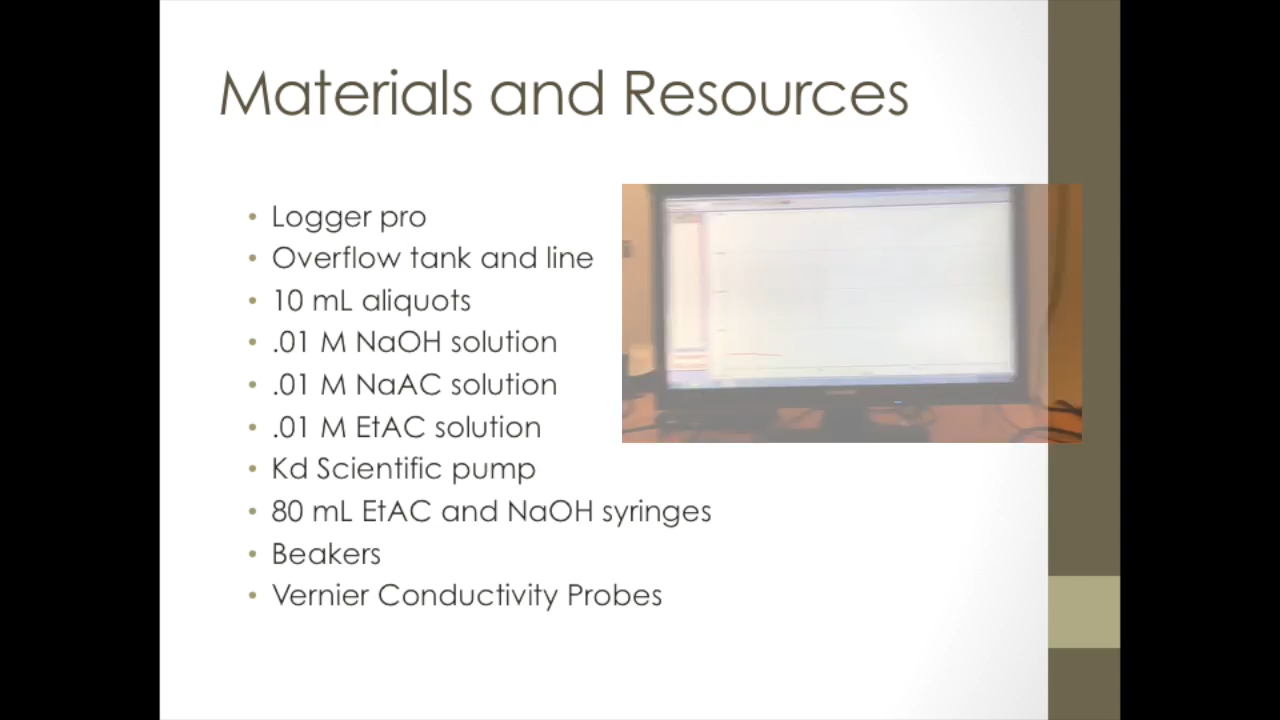 Materials and Resources
• Logger pro
• Overflow tank and line
• 10 mL aliquots
• .01 M NaOH solution
• .01 M NaAC solution
• .01 M EtAC solution
• Kd Scientific pump
• 80 mL EtAC and NaOH syringes
• Beakers
• Vernier Conductivity Probes